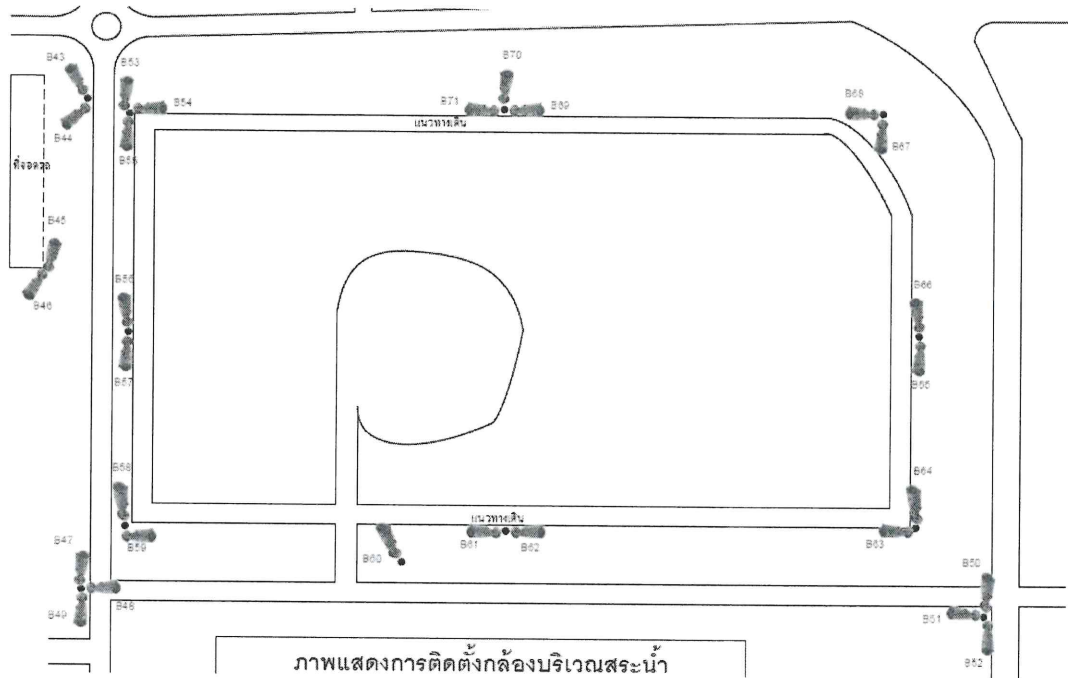 B43
B53
B70
B54
B71
B69
B68
B44
แนวทางเดิน
B55
B67
ที่จอดรถ
B45
B46
B56
B66
B57
B65
B58
B64
แนวทางเดิน
B47
B59
B60
B61
B62
B63
B50
B49
B48
B51
B52
ภาพแสดงการติดตั้งกล้องบริเวณสระน้ำ